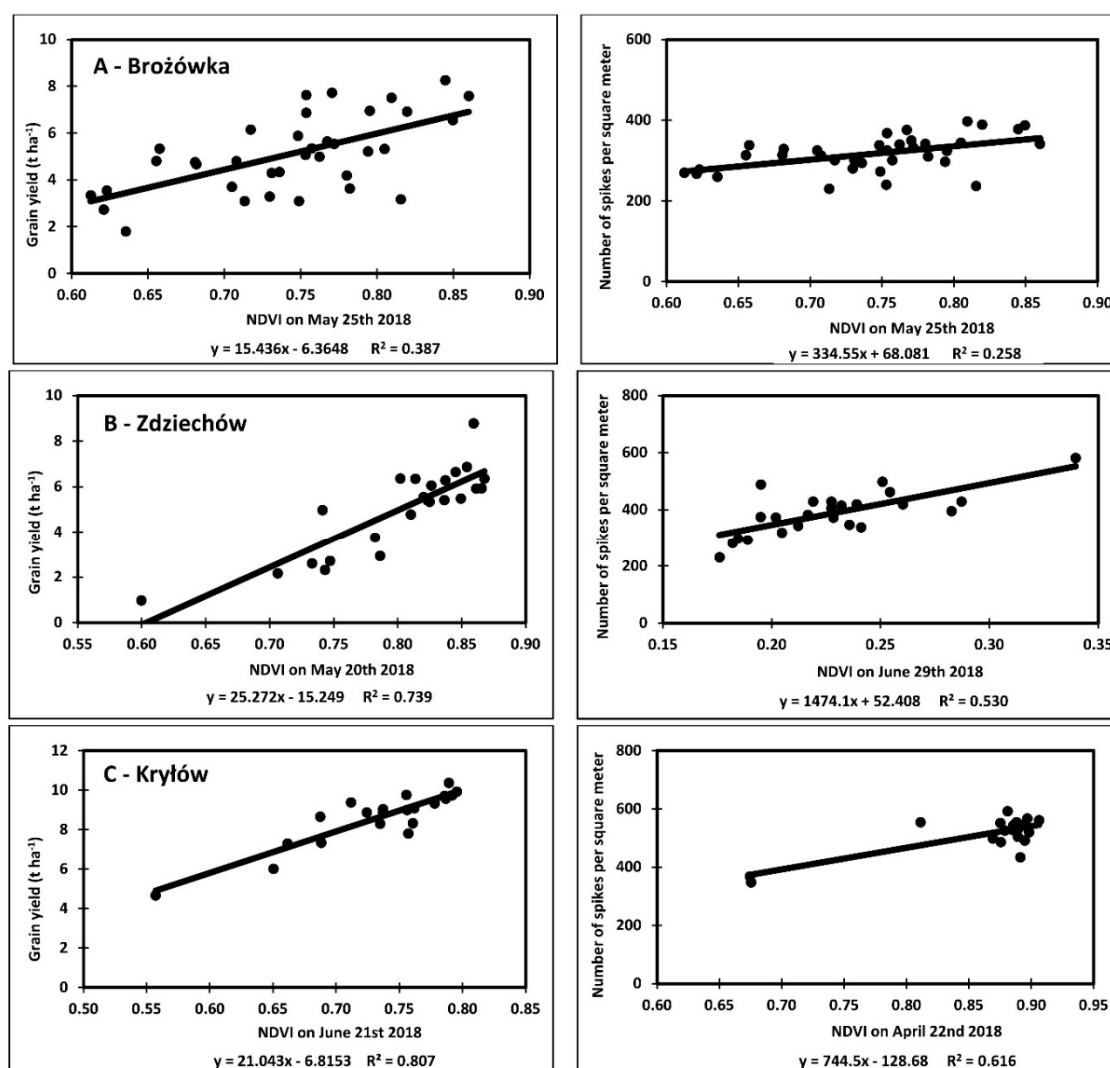 A - Brożówka
Grain yield (t ha⁻¹)
10
8
6
4
2
0
0.60 0.65 0.70 0.75 0.80 0.85 0.90
NDVI on May 25th 2018
y = 15.436x - 6.3648 R² = 0.387
Number of spikes per square meter
600
400
200
0
0.60 0.65 0.70 0.75 0.80 0.85 0.90
NDVI on May 25th 2018
y = 334.55x + 68.081 R² = 0.258
B - Zdziechów
Grain yield (t ha⁻¹)
10
8
6
4
2
0
0.55 0.60 0.65 0.70 0.75 0.80 0.85 0.90
NDVI on May 20th 2018
y = 25.272x - 15.249 R² = 0.739
Number of spikes per square meter
800
600
400
200
0
0.15 0.20 0.25 0.30 0.35
NDVI on June 29th 2018
y = 1474.1x + 52.408 R² = 0.530
C - Kryłów
Grain yield (t ha⁻¹)
12
10
8
6
4
2
0
0.50 0.55 0.60 0.65 0.70 0.75 0.80 0.85
NDVI on June 21st 2018
y = 21.043x - 6.8153 R² = 0.807
Number of spikes per square meter
800
600
400
200
0
0.60 0.65 0.70 0.75 0.80 0.85 0.90 0.95
NDVI on April 22nd 2018
y = 744.5x - 128.68 R² = 0.616